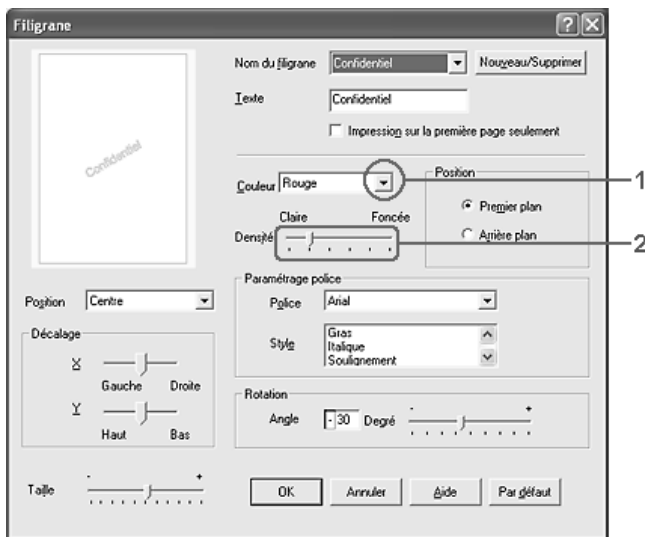 Filigrane
Nom du filigrane Confidentiel Nouveau/Supprimer
Texte Confidentiel
Impression sur la première page seulement
Confidentiel
Couleur Rouge
1
Position
Premier plan
Arrière plan
Claire Foncée
Densité
2
Position Centre
Décalage
X
Gauche Droite
Y
Haut Bas
Paramétrage police
Police Arial
Style Gras
Italique
Soulignement
Rotation
Angle -30 Degré - +
Taille - +
OK Annuler Aide Par défaut